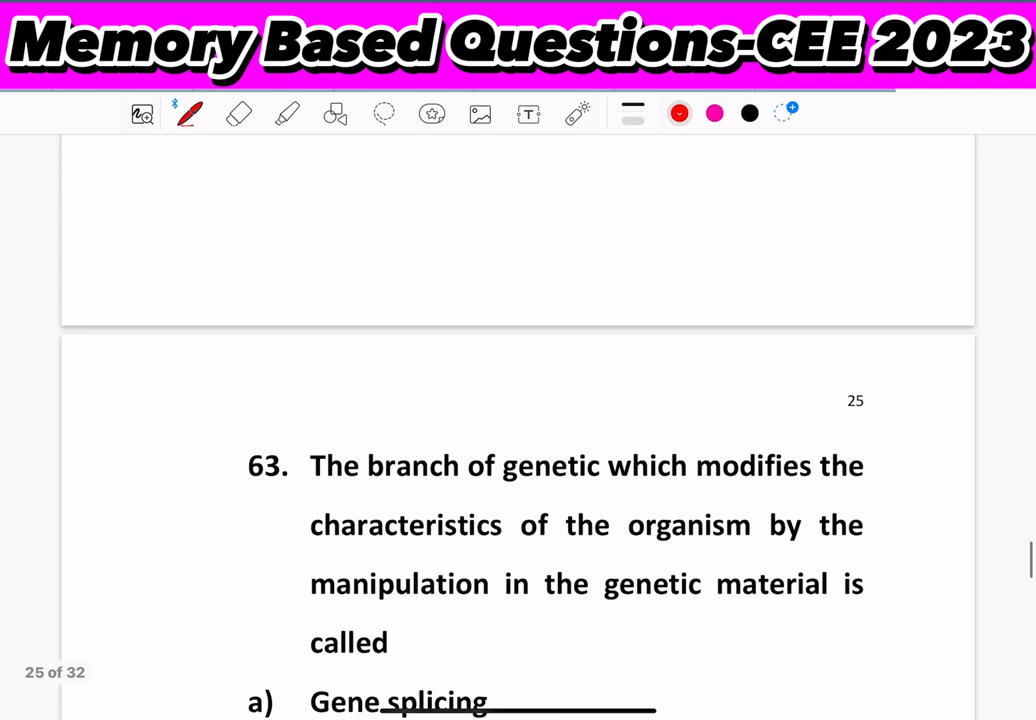 Memory Based Questions-CEE 2023
T
25
63. The branch of genetic which modifies the
characteristics of the organism by the
manipulation in the genetic material is
called
25 of 32
a) Gene splicing